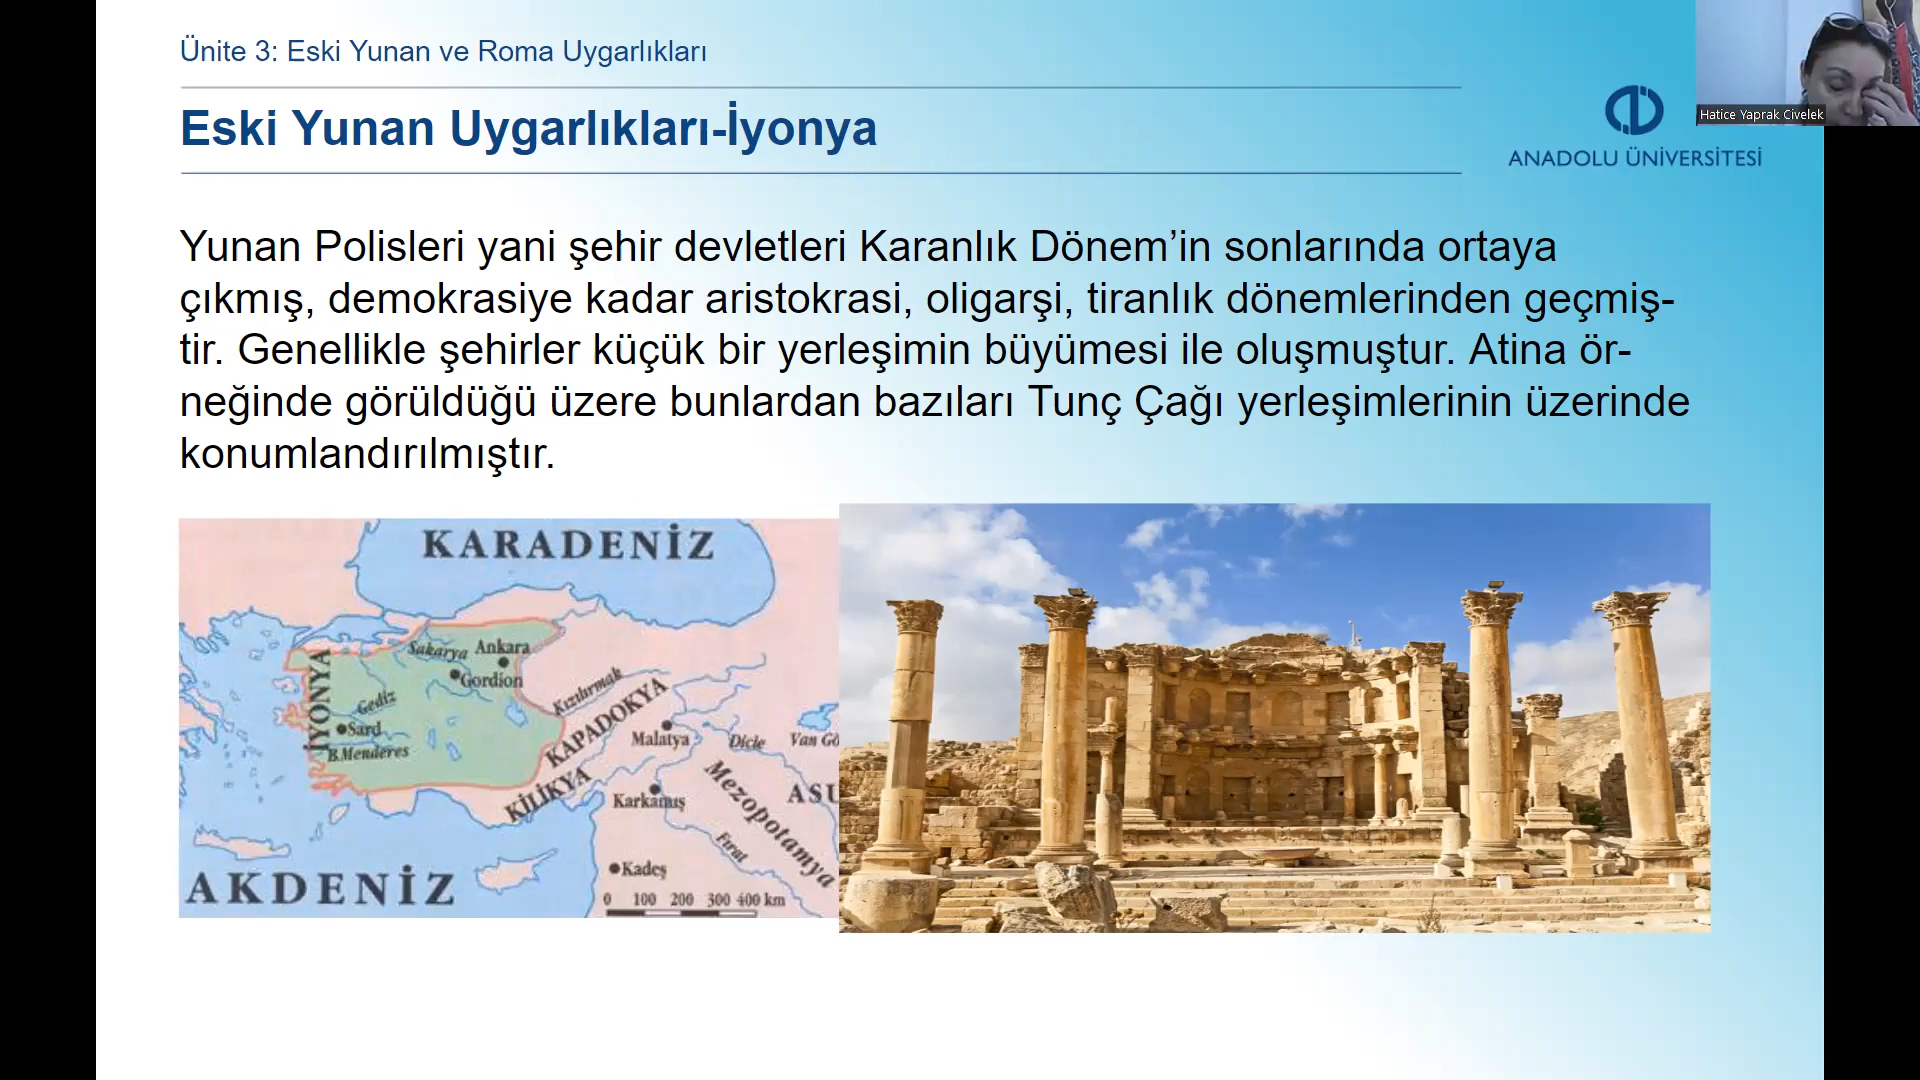 Ünite 3: Eski Yunan ve Roma Uygarlıkları
Eski Yunan Uygarlıkları-İyonya
ANADOLU ÜNİVERSİTESİ
Hatice Yaprak Civelek
Yunan Polisleri yani şehir devletleri Karanlık Dönem’in sonlarında ortaya
çıkmış, demokrasiye kadar aristokrasi, oligarşi, tiranlık dönemlerinden geçmiş-
tir. Genellikle şehirler küçük bir yerleşimin büyümesi ile oluşmuştur. Atina ör-
neğinde görüldüğü üzere bunlardan bazıları Tunç Çağı yerleşimlerinin üzerinde
konumlandırılmıştır.
KARADENİZ
Sakarya
Ankara
Gordion
İYONYA
Gediz
Sard
B.Menderes
Kızılırmak
KAPADOKYA
KİLİKYA
Malatya
Dicle
Van Gö
Karkamış
Mezopotamya
ASU
Fırat
Kadeş
AKDENİZ
0 100 200 300 400 km